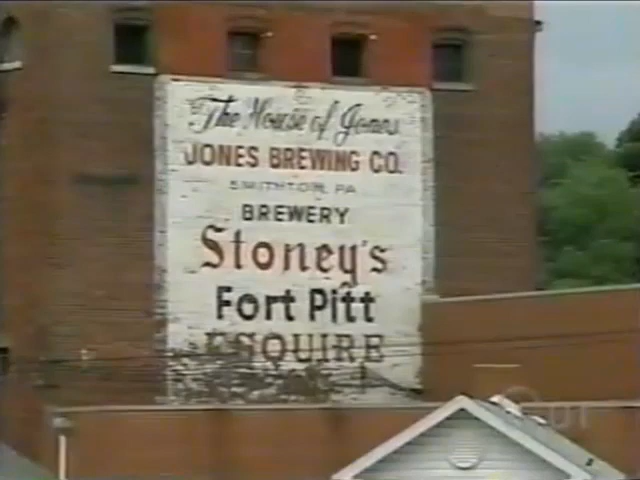 The House of Jones
JONES BREWING CO.
SMITHTON, PA
BREWERY
Stoney's
Fort Pitt
ESQUIRE